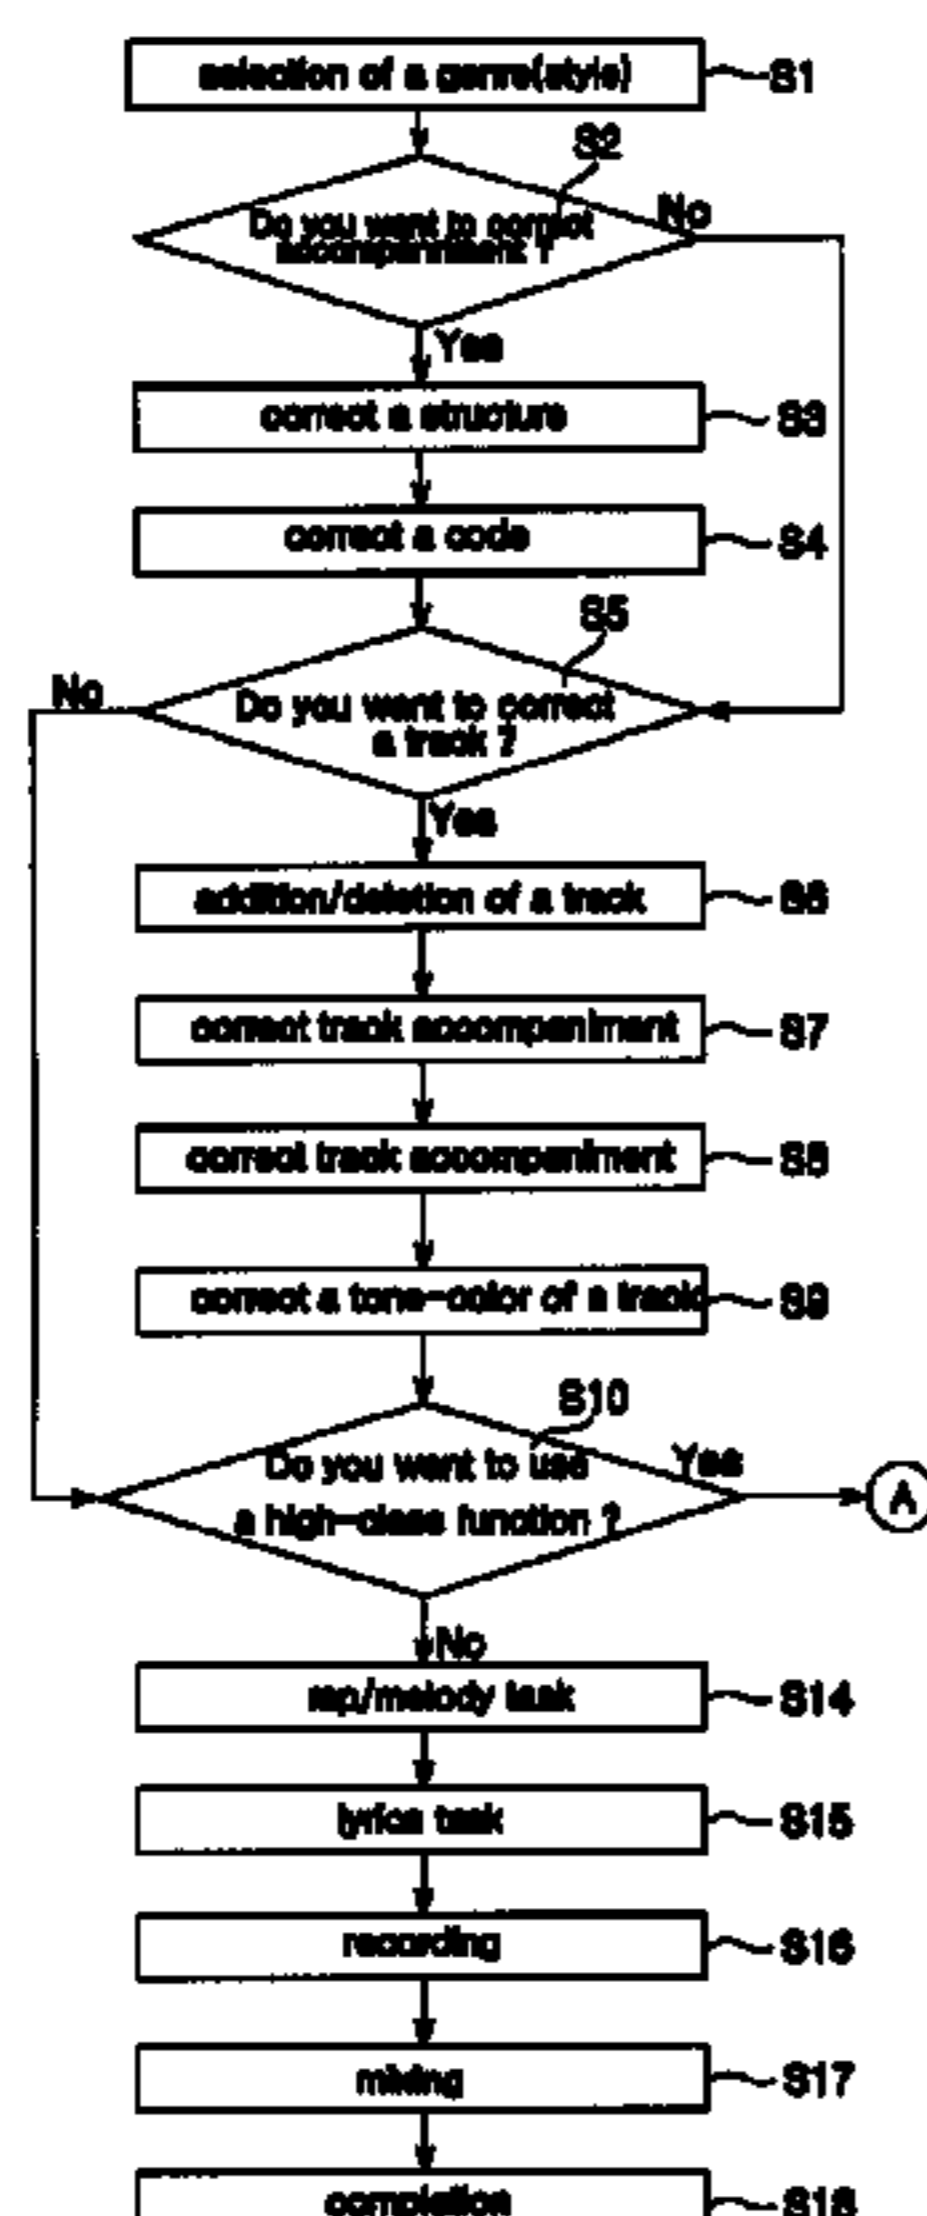 selection of a genre(style)
S1
S2
Do you want to correct
accompaniment ?
No
Yes
correct a structure
S3
correct a code
S4
S5
No
Do you want to correct
a track ?
Yes
addition/deletion of a track
S6
correct track accompaniment
S7
correct track accompaniment
S8
correct a tone-color of a track
S9
S10
Do you want to use
a high-class function ?
Yes
A
No
rap/melody task
S14
lyrics task
S15
recording
S16
mixing
S17
completion
S18